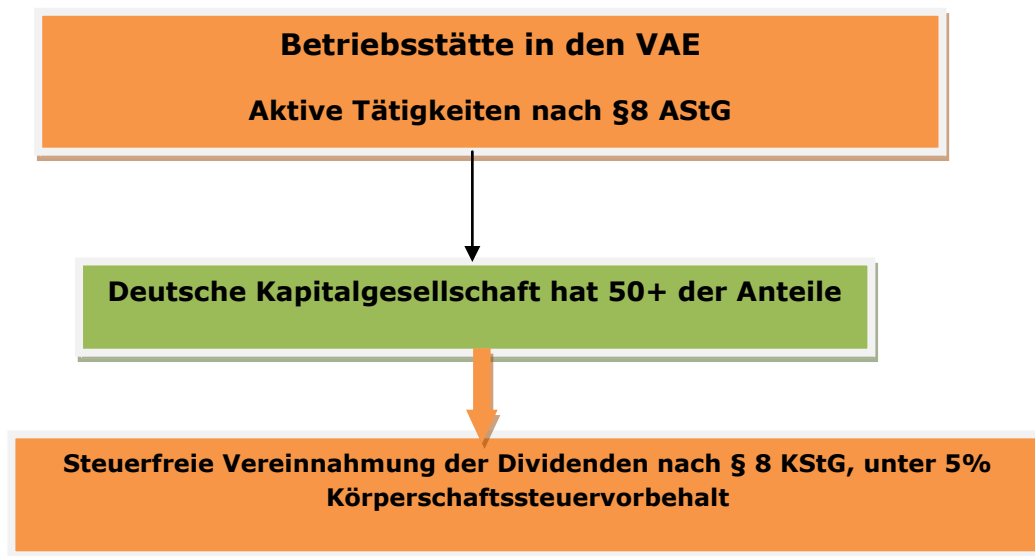 Betriebsstätte in den VAE
Aktive Tätigkeiten nach §8 AStG
Deutsche Kapitalgesellschaft hat 50+ der Anteile
Steuerfreie Vereinnahmung der Dividenden nach § 8 KStG, unter 5%
Körperschaftssteuervorbehalt